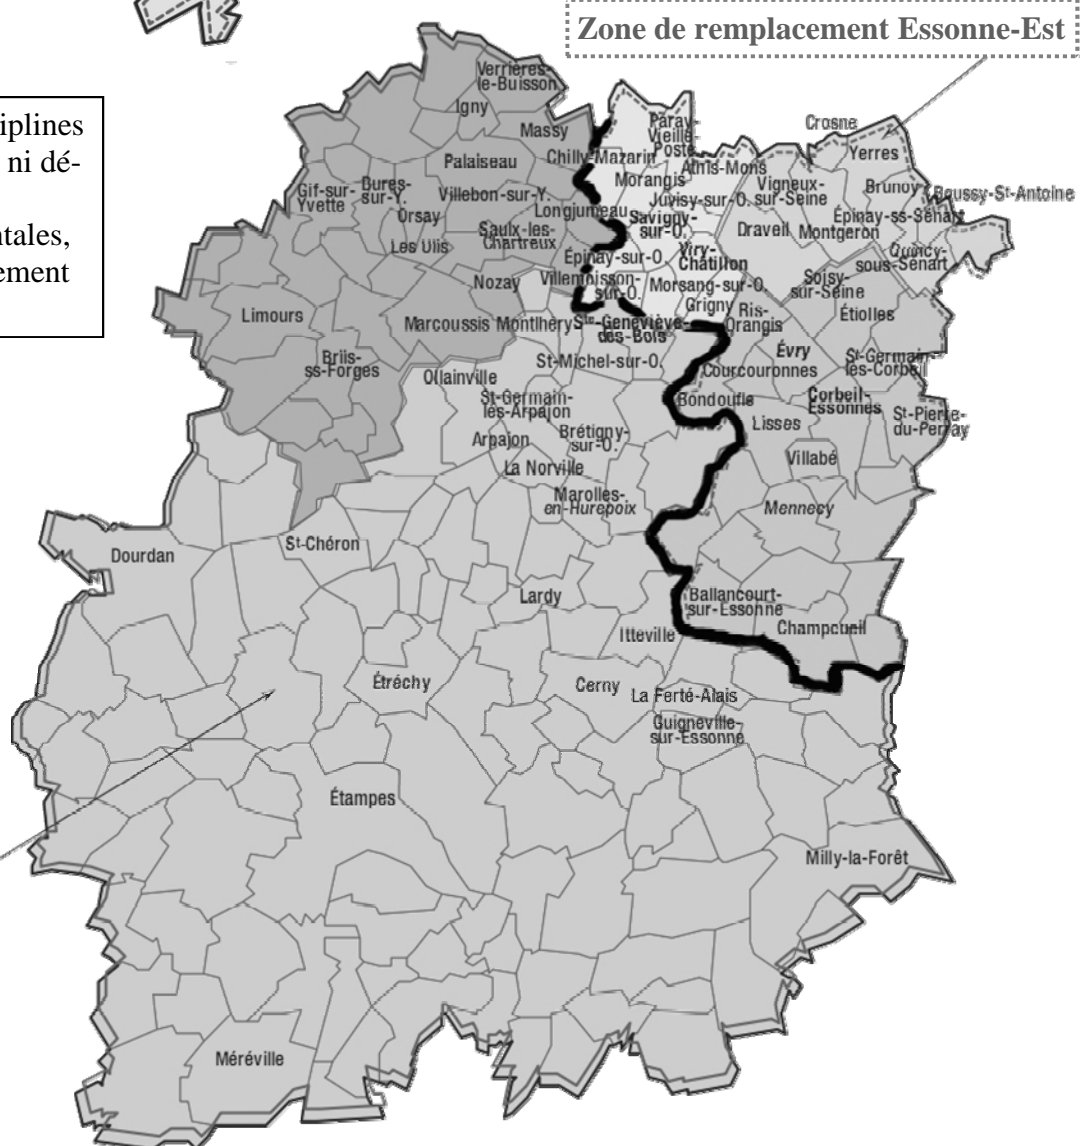 Zone de remplacement Essonne-Est
iplines
ni dé-
ntales,
ement
Verrières-
le-Buisson
Igny
Massy
Palaiseau
Gif-sur-
Yvette
Bures-
sur-Y.
Orsay
Villebon-sur-Y.
Les Ulis
Saulx-les-
Chartreux
Longjumeau
Chilly-Mazarin
Paray-
Vieille-
Poste
Morangis
Athis-Mons
Juvisy-sur-O.
Savigny-
sur-O.
Épinay-sur-O.
Viry-
Châtillon
Villemoisson-
sur-O.
Morsang-sur-O.
Grigny
Crosne
Yerres
Vigneux-
sur-Seine
Brunoy
Boussy-St-Antoine
Épinay-ss-Sénart
Draveil
Montgeron
Quincy-
sous-Sénart
Soisy-
sur-Seine
Étiolles
Ris-
Orangis
Évry
Courcouronnes
St-Germain-
lès-Corbeil
Corbeil-
Essonnes
St-Pierre-
du-Perray
Bondoufle
Lisses
Villabé
Mennecy
Nozay
Limours
Marcoussis
Montlhéry
Ste-Geneviève-
des-Bois
Briis-
ss-Forges
St-Michel-sur-O.
Ollainville
St-Germain-
lès-Arpajon
Arpajon
Brétigny-
sur-O.
La Norville
Marolles-
en-Hurepoix
Dourdan
St-Chéron
Lardy
Ballancourt-
sur-Essonne
Itteville
Champcueil
Étréchy
Cerny
La Ferté-Alais
Guigneville-
sur-Essonne
Étampes
Milly-la-Forêt
Méréville